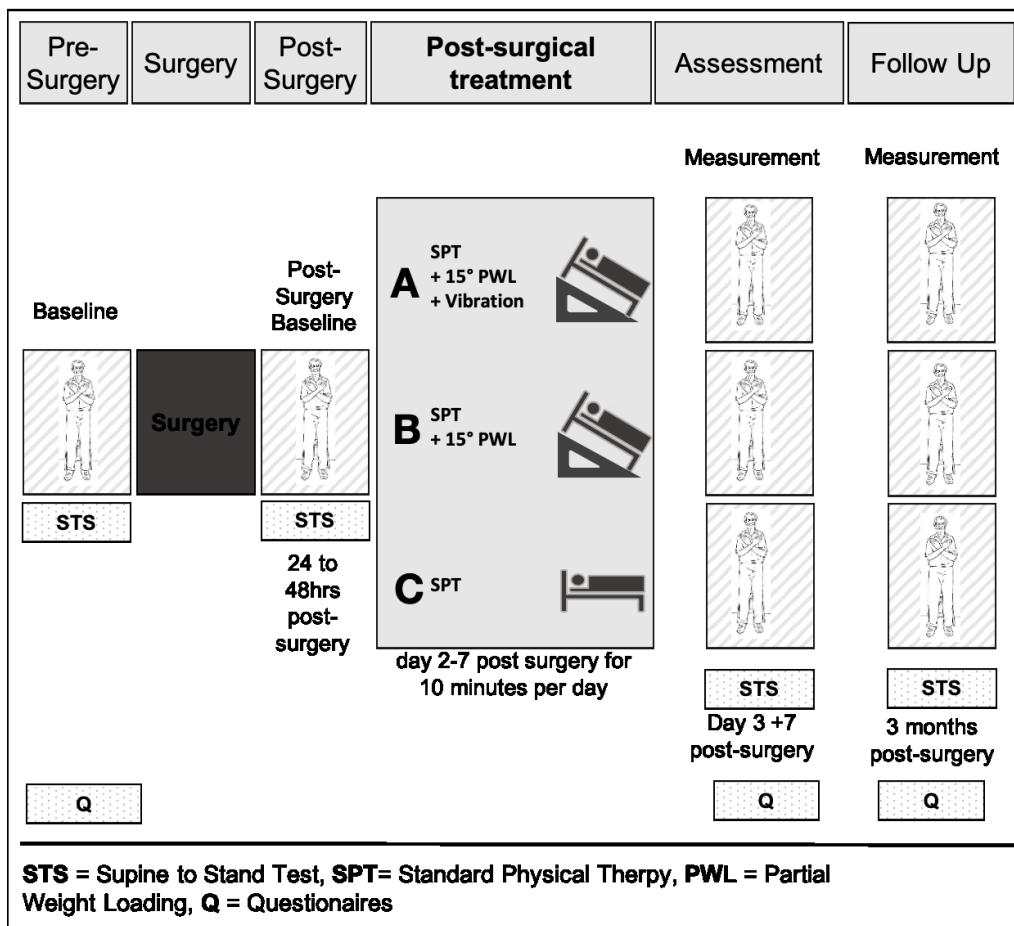 Pre-
Surgery
Surgery
Post-
Surgery
Post-surgical
treatment
Assessment
Follow Up
Measurement
Measurement
Baseline
Post-
Surgery
Baseline
Surgery
A
SPT
+ 15° PWL
+ Vibration
B
SPT
+ 15° PWL
C
SPT
STS
STS
24 to
48hrs
post-
surgery
day 2-7 post surgery for
10 minutes per day
STS
Day 3 +7
post-surgery
STS
3 months
post-surgery
Q
Q
Q
STS = Supine to Stand Test, SPT= Standard Physical Therpy, PWL = Partial
Weight Loading, Q = Questionaires